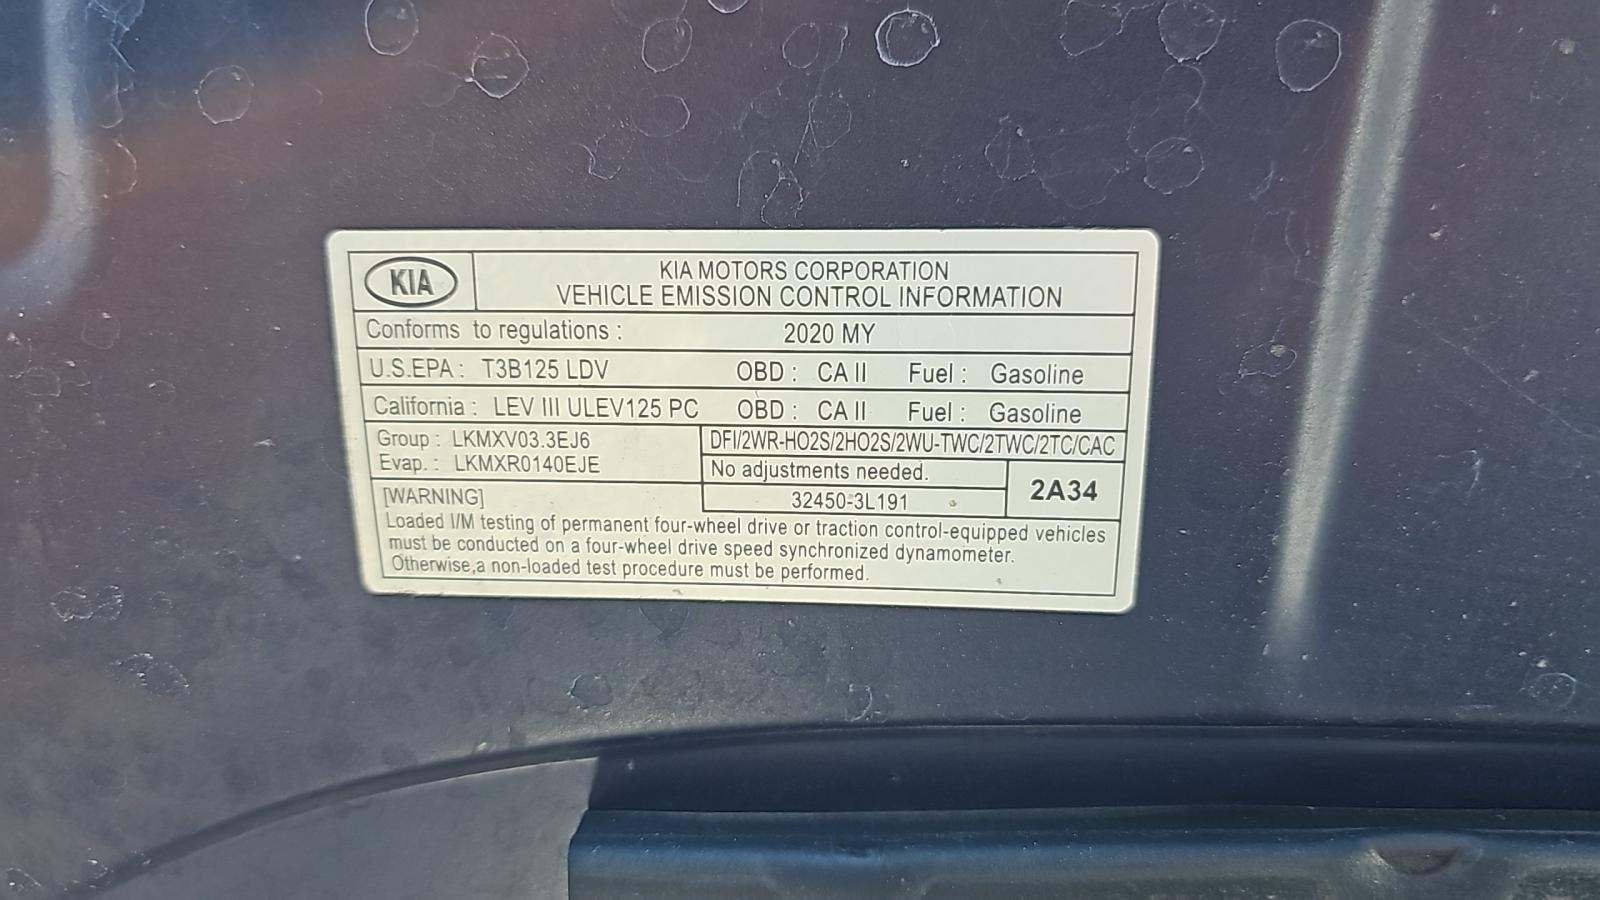 KIA
KIA MOTORS CORPORATION
VEHICLE EMISSION CONTROL INFORMATION
Conforms to regulations : 2020 MY
U.S.EPA : T3B125 LDV OBD : CA II Fuel : Gasoline
California : LEV III ULEV125 PC OBD : CA II Fuel : Gasoline
Group : LKMXV03.3EJ6
Evap. : LKMXR0140EJE
DFI/2WR-HO2S/2HO2S/2WU-TWC/2TWC/2TC/CAC
No adjustments needed.
32450-3L191
2A34
[WARNING]
Loaded I/M testing of permanent four-wheel drive or traction control-equipped vehicles
must be conducted on a four-wheel drive speed synchronized dynamometer.
Otherwise,a non-loaded test procedure must be performed.